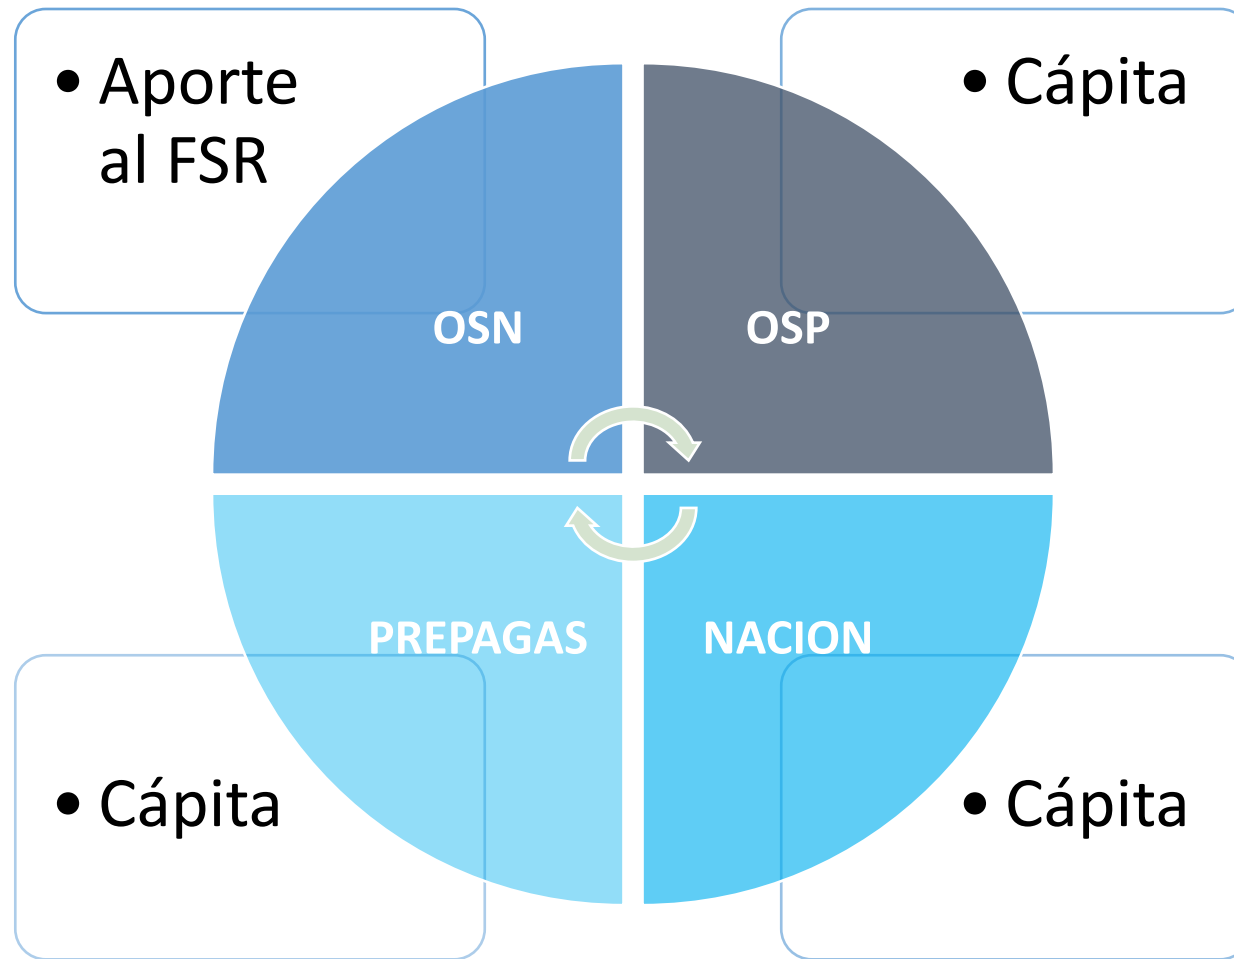 • Aporte
al FSR
• Cápita
OSN
OSP
PREPAGAS
NACION
• Cápita
• Cápita